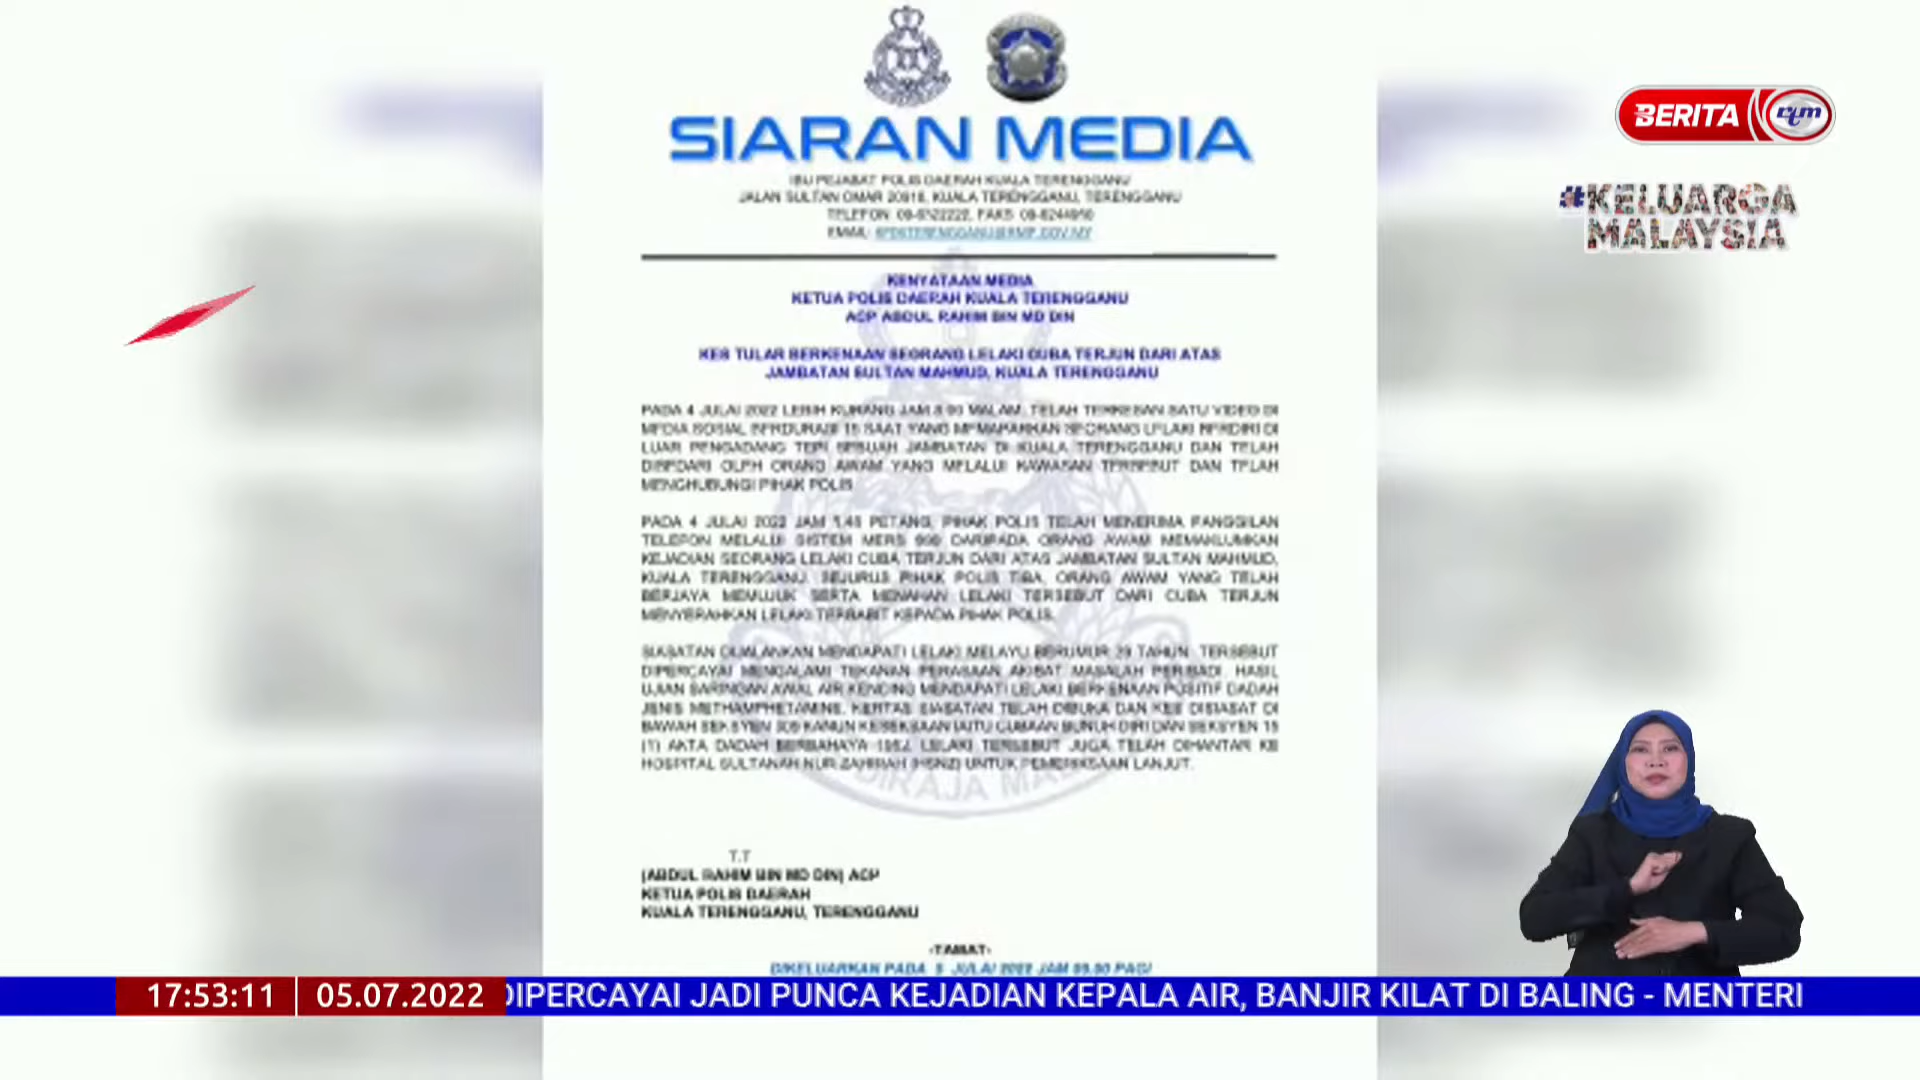 SIARAN MEDIA
IBU PEJABAT POLIS DAERAH KUALA TERENGGANU
JALAN SULTAN OMAR KUALA TERENGGANU, TERENGGANU
TELEFON FAKS
EMAIL:
BERITA rtm
#KELUARGA
MALAYSIA
KENYATAAN MEDIA
KETUA POLIS DAERAH KUALA TERENGGANU
ACP ABDUL RAHIM BIN MD DIN
KES TULAR BERKENAAN SEORANG LELAKI CUBA TERJUN DARI ATAS
JAMBATAN SULTAN MAHMUD, KUALA TERENGGANU
PADA 4 JULAI 2022 LEBIH KURANG JAM MALAM, TELAH TERKESAN SATU VIDEO DI
MEDIA SOSIAL BERDURASI 15 SAAT YANG MEMAPARKAN SEORANG LELAKI BERDIRI DI
LUAR PENGADANG TEPI SEBUAH JAMBATAN DI KUALA TERENGGANU DAN TELAH
DISEDARI OLEH ORANG AWAM YANG MELALUI KAWASAN TERSEBUT DAN TELAH
MENGHUBUNGI PIHAK POLIS
PADA 4 JULAI 2022 JAM PETANG, PIHAK POLIS TELAH MENERIMA PANGGILAN
TELEFON MELALUI SISTEM MERS 999 DARIPADA ORANG AWAM MEMAKLUMKAN
KEJADIAN SEORANG LELAKI CUBA TERJUN DARI ATAS JAMBATAN SULTAN MAHMUD,
KUALA TERENGGANU. SEJURUS PIHAK POLIS TIBA, ORANG AWAM YANG TELAH
BERJAYA MEMUJUK SERTA MENAHAN LELAKI TERSEBUT DARI CUBA TERJUN
MENYERAHKAN LELAKI TERBABIT KEPADA PIHAK POLIS.
SIASATAN DIJALANKAN MENDAPATI LELAKI MELAYU BERUMUR 29 TAHUN TERSEBUT
DIPERCAYAI MENGALAMI TEKANAN PERASAAN AKIBAT MASALAH PERIBADI. HASIL
UJIAN SARINGAN AWAL AIR KENCING MENDAPATI LELAKI BERKENAAN POSITIF DADAH
JENIS METHAMPHETAMINE. KERTAS SIASATAN TELAH DIBUKA DAN KES DISIASAT DI
BAWAH SEKSYEN 309 KANUN KESEKSAAN IAITU CUBAAN BUNUH DIRI DAN SEKSYEN 15
(1) AKTA DADAH BERBAHAYA 1952. LELAKI TERSEBUT JUGA TELAH DIHANTAR KE
HOSPITAL SULTANAH NUR ZAHIRAH (HSNZ) UNTUK PEMERIKSAAN LANJUT.
DIRAJA
T.T
(ABDUL RAHIM BIN MD DIN) ACP
KETUA POLIS DAERAH
KUALA TERENGGANU, TERENGGANU
-TAMAT-
DIKELUARKAN PADA 5 JULAI 2022 JAM PAGI
17:53:11 05.07.2022 DIPERCAYAI JADI PUNCA KEJADIAN KEPALA AIR, BANJIR KILAT DI BALING - MENTERI